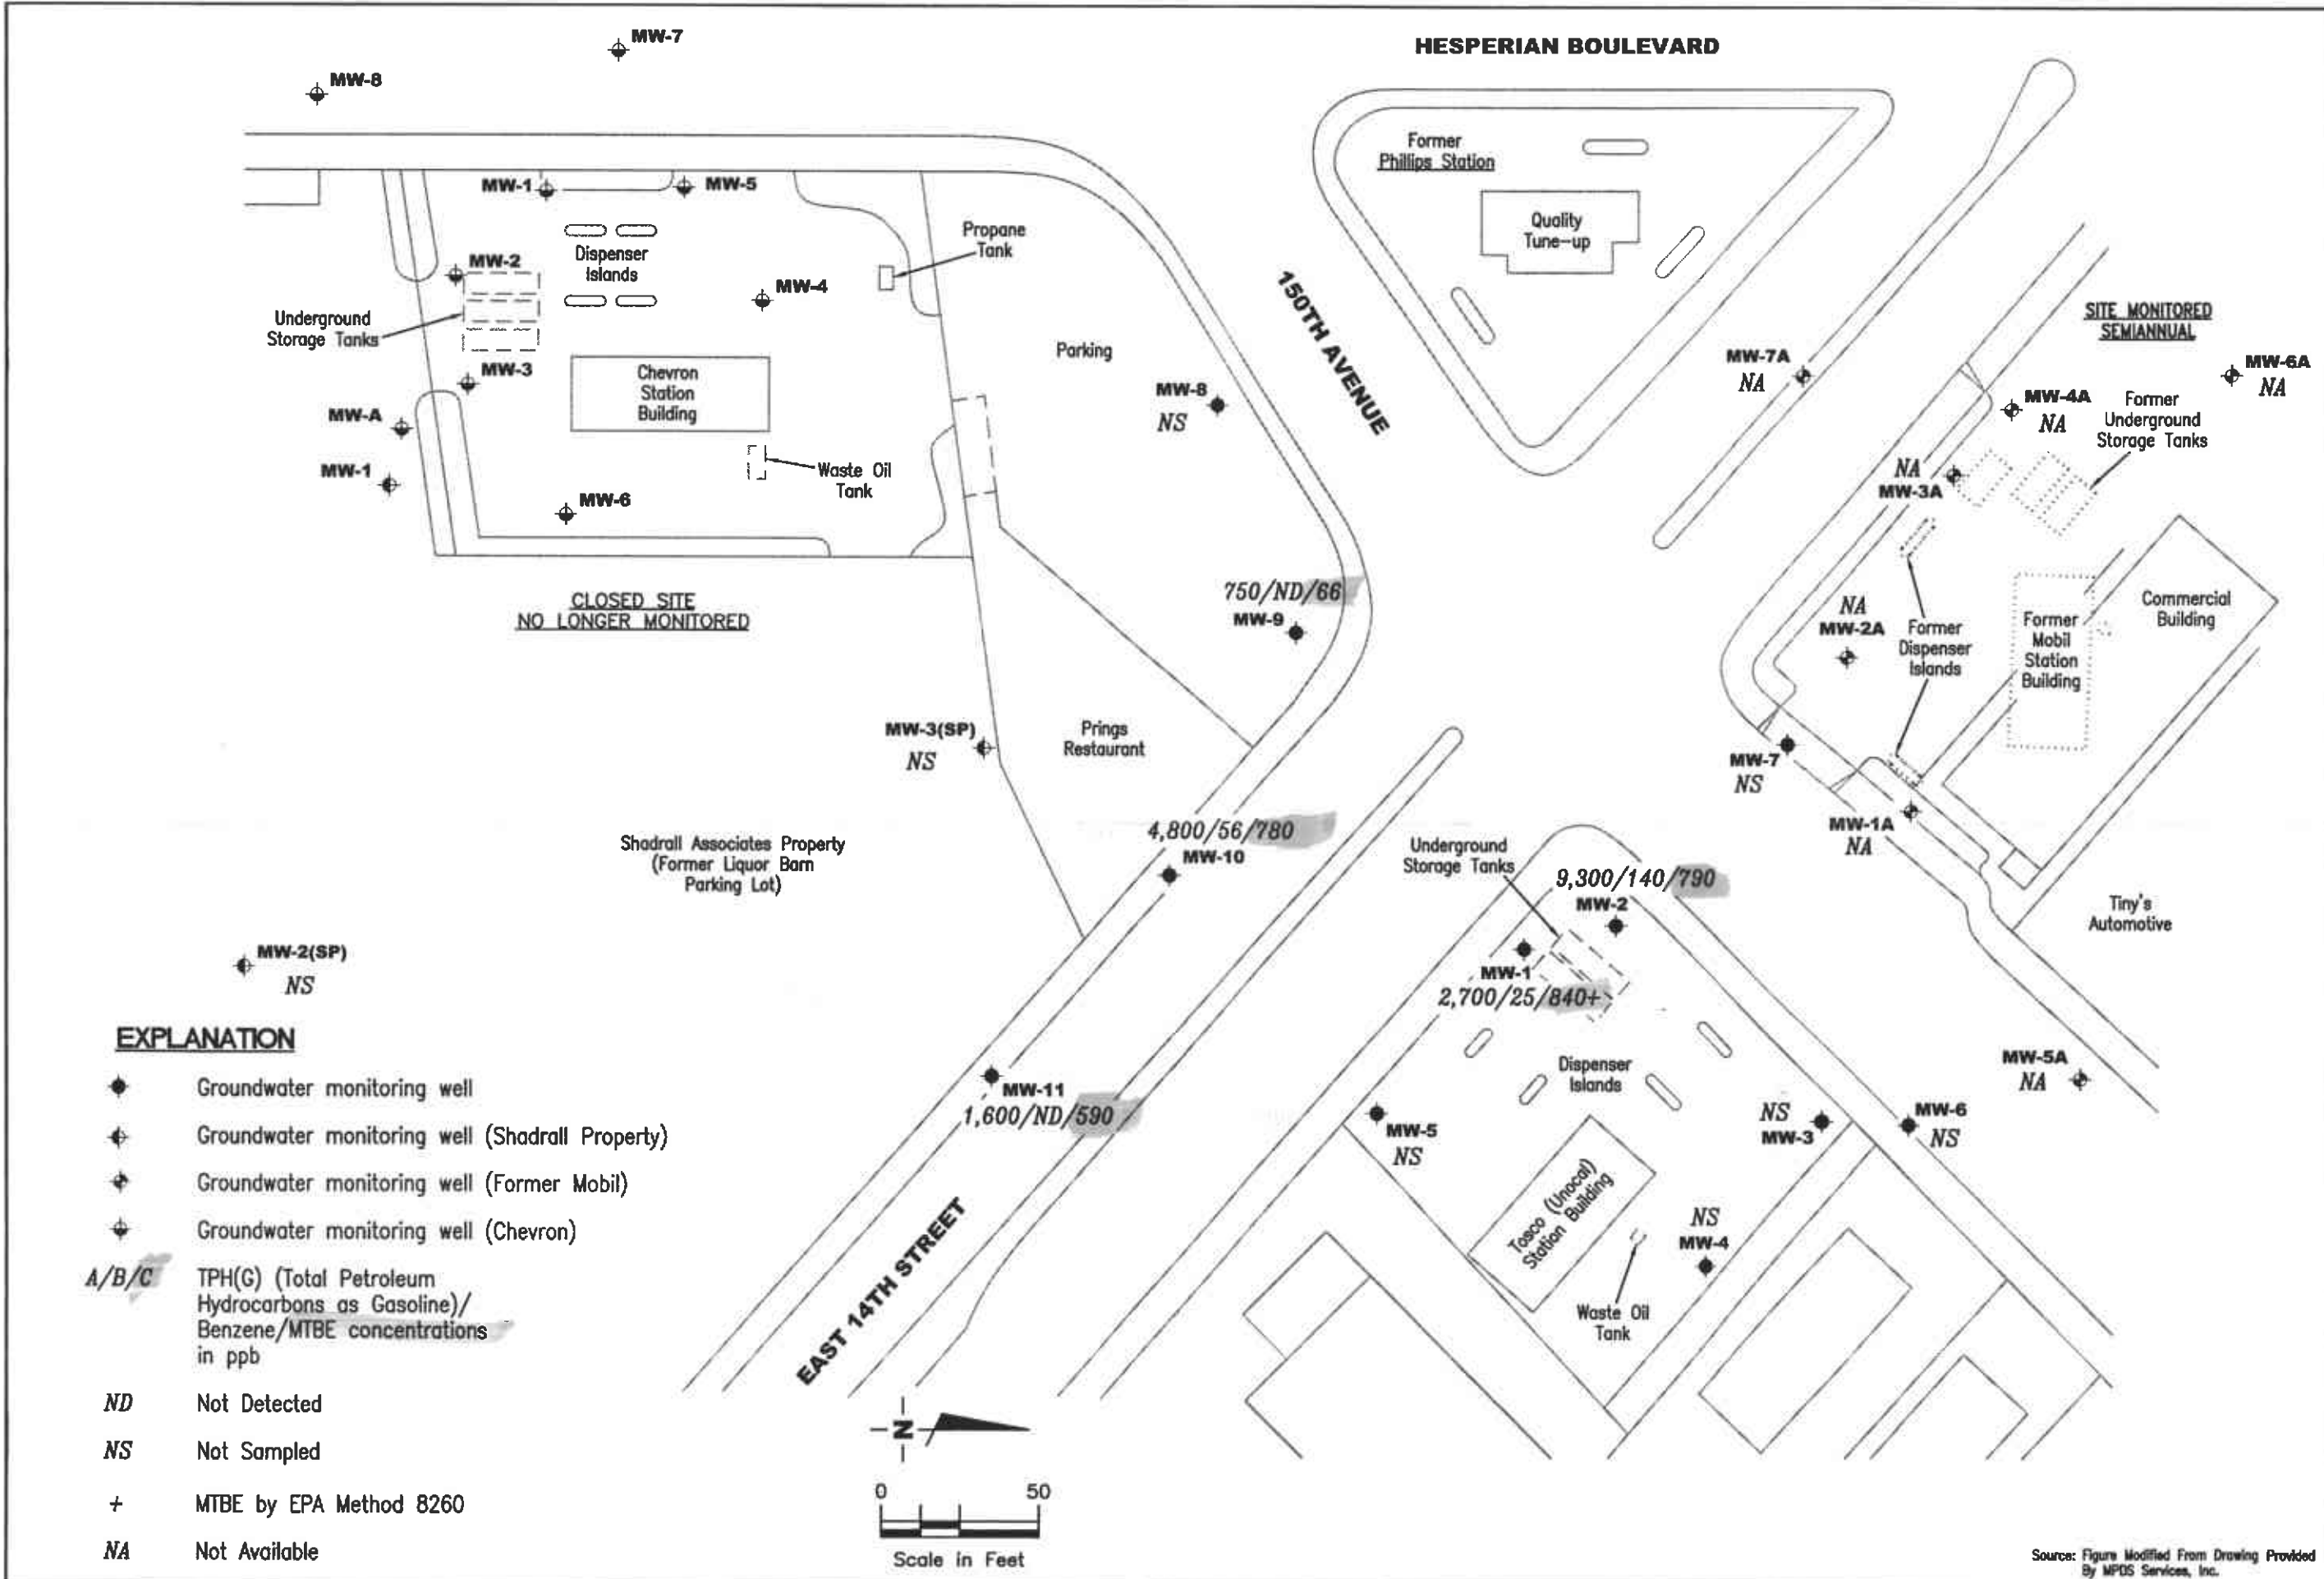 MW-7
HESPERIAN BOULEVARD
MW-8
Former
Phillips Station
MW-1
MW-5
Quality
Tune-up
Propane
Tank
Dispenser
Islands
MW-2
MW-4
Underground
Storage Tanks
150TH AVENUE
SITE MONITORED
SEMIANNUAL
Parking
MW-7A
NA
MW-6A
NA
MW-3
Chevron
Station
Building
MW-8
NS
MW-4A
NA
Former
Underground
Storage Tanks
MW-A
MW-1
Waste Oil
Tank
NA
MW-3A
MW-6
CLOSED SITE
NO LONGER MONITORED
750/ND/66
MW-9
NA
MW-2A
Former
Dispenser
Islands
Former
Mobil
Station
Building
Commercial
Building
MW-3(SP)
NS
Prings
Restaurant
MW-7
NS
Shadrall Associates Property
(Former Liquor Barn
Parking Lot)
4,800/56/780
MW-10
Underground
Storage Tanks
MW-1A
NA
9,300/140/790
MW-2
Tiny's
Automotive
MW-2(SP)
NS
MW-1
2,700/25/840+
EXPLANATION
Groundwater monitoring well
Groundwater monitoring well (Shadrall Property)
Groundwater monitoring well (Former Mobil)
Groundwater monitoring well (Chevron)
A/B/C TPH(G) (Total Petroleum
Hydrocarbons as Gasoline)/
Benzene/MTBE concentrations
in ppb
ND Not Detected
NS Not Sampled
+ MTBE by EPA Method 8260
NA Not Available
MW-11
1,600/ND/590
Dispenser
Islands
MW-5A
NA
MW-5
NS
NS
MW-3
MW-6
NS
Tosco (Unocal)
Station Building
NS
MW-4
Waste Oil
Tank
EAST 14TH STREET
N
0 50
Scale in Feet
Source: Figure Modified From Drawing Provided
By MPDS Services, Inc.